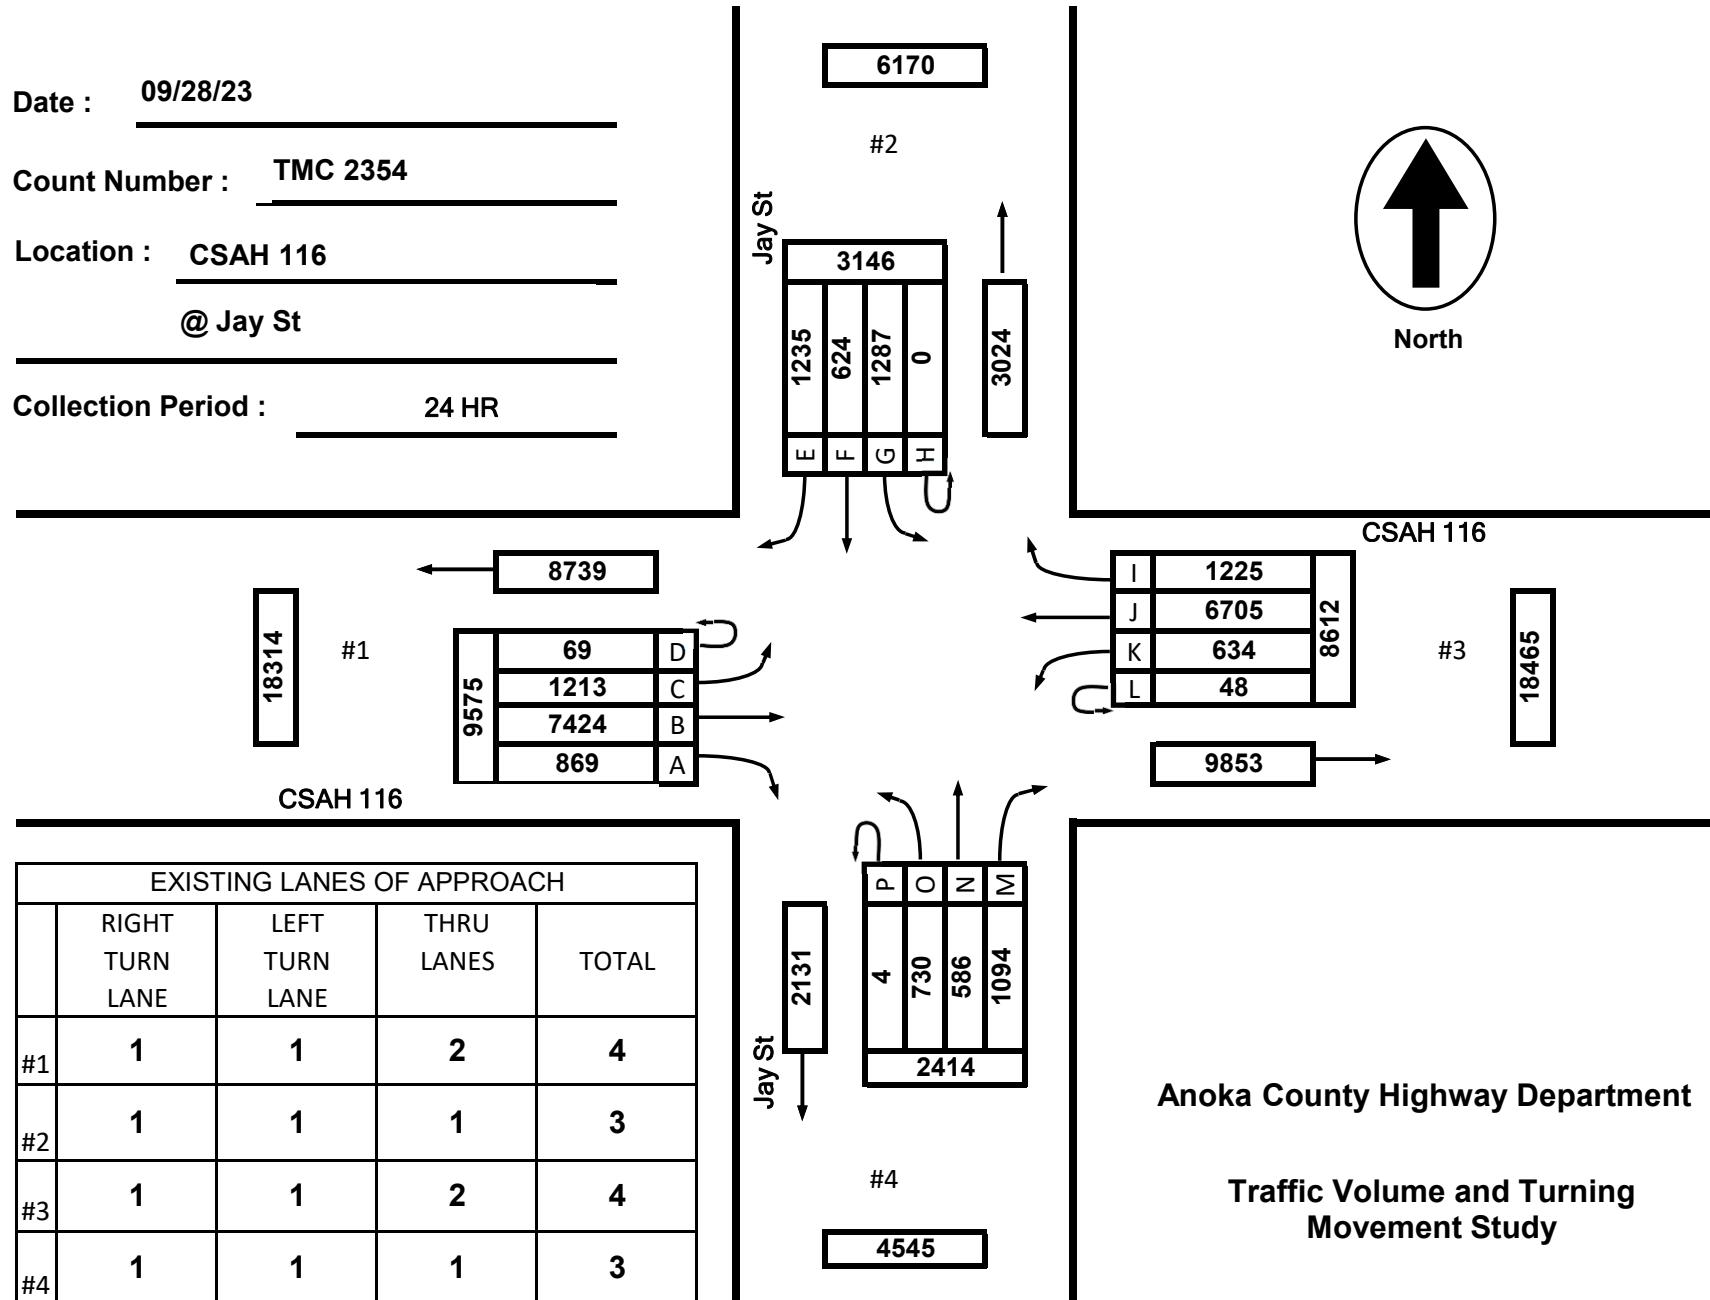 Date : 09/28/23
Count Number : TMC 2354
Location : CSAH 116
@ Jay St
Collection Period : 24 HR
6170
#2
Jay St
3146
1235 624 1287 0
E F G H
3024
North
CSAH 116
8739
18314
#1
9575
69 D
1213 C
7424 B
869 A
CSAH 116
I 1225
J 6705
K 634
L 48
8612
#3
18465
9853
P O N M
4 730 586 1094
2414
2131
Jay St
#4
4545
EXISTING LANES OF APPROACH
RIGHT LEFT THRU
TURN TURN LANES TOTAL
LANE LANE
#1 1 1 2 4
#2 1 1 1 3
#3 1 1 2 4
#4 1 1 1 3
Anoka County Highway Department
Traffic Volume and Turning
Movement Study